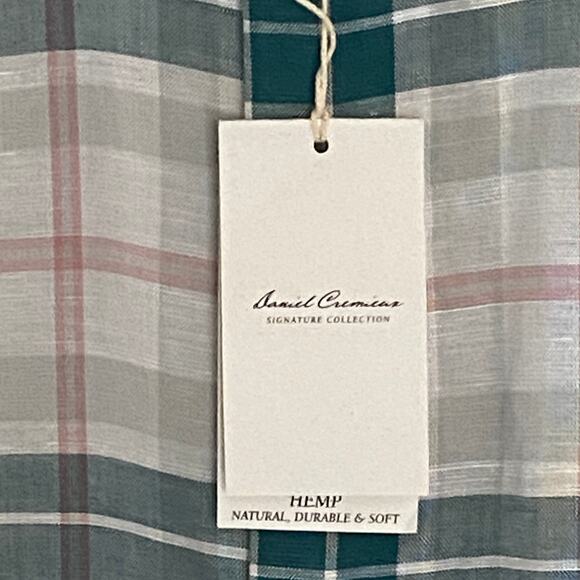 Daniel Cremieux
SIGNATURE COLLECTION
HEMP
NATURAL, DURABLE & SOFT